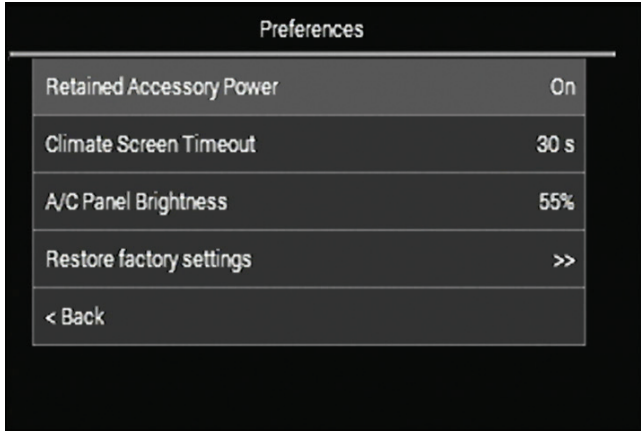 Preferences
Retained Accessory Power On
Climate Screen Timeout 30 s
A/C Panel Brightness 55%
Restore factory settings >>
< Back